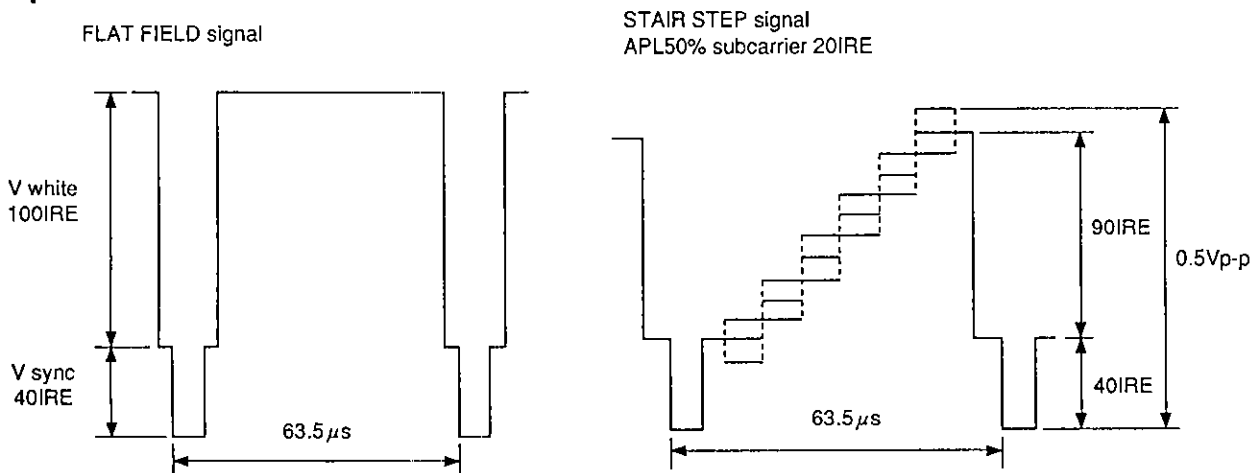 FLAT FIELD signal
STAIR STEP signal
APL50% subcarrier 20IRE
V white
100IRE
V sync
40IRE
63.5μs
90IRE
0.5Vp-p
40IRE
63.5μs